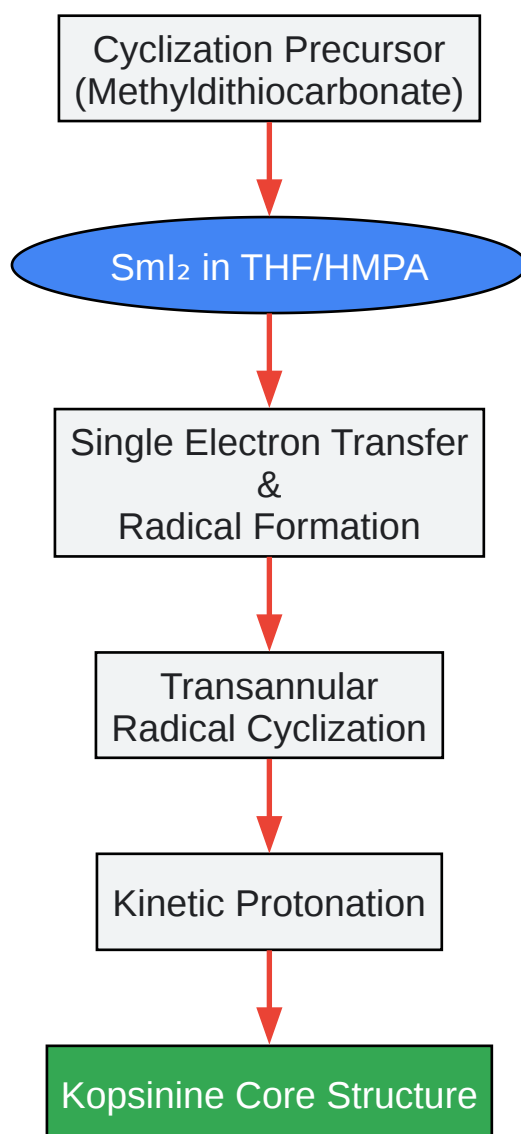 Cyclization Precursor
(Methyldithiocarbonate)
SmI₂ in THF/HMPA
Single Electron Transfer
&
Radical Formation
Transannular
Radical Cyclization
Kinetic Protonation
Kopsinine Core Structure